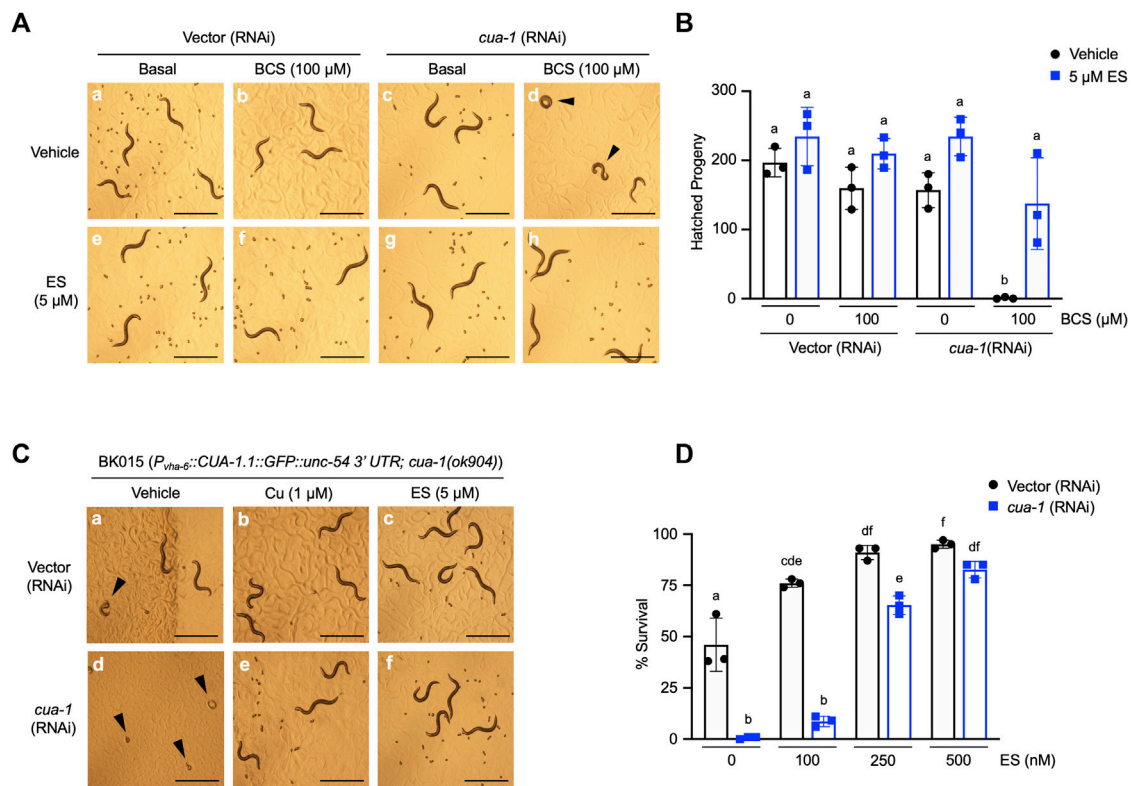 A
Vector (RNAi)
cua-1 (RNAi)
Basal
BCS (100 µM)
Basal
BCS (100 µM)
Vehicle
a
b
c
d
ES
(5 µM)
e
f
g
h
B
Vehicle
5 µM ES
Hatched Progeny
300
200
100
0
a
a
a
a
a
a
b
a
0
100
0
100
BCS (µM)
Vector (RNAi)
cua-1(RNAi)
C
BK015 (Pvha-6::CUA-1.1::GFP::unc-54 3’ UTR; cua-1(ok904))
Vehicle
Cu (1 µM)
ES (5 µM)
Vector
(RNAi)
a
b
c
cua-1
(RNAi)
d
e
f
D
Vector (RNAi)
cua-1 (RNAi)
% Survival
100
75
50
25
0
a
b
cde
b
df
e
f
df
0
100
250
500
ES (nM)